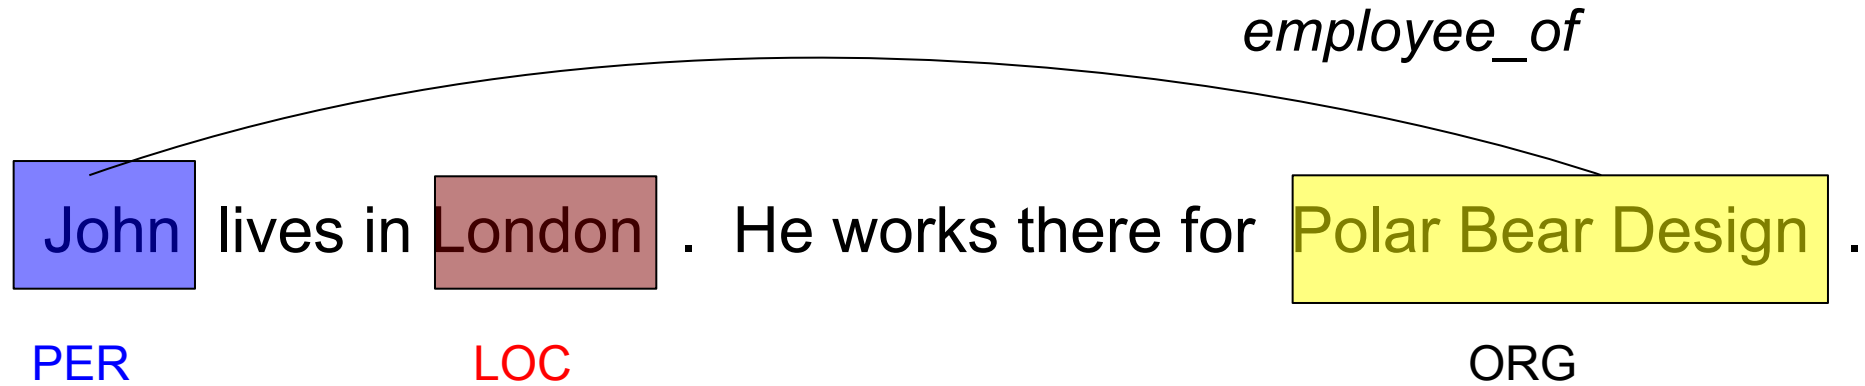 employee_of
John lives in London . He works there for Polar Bear Design .
PER LOC ORG